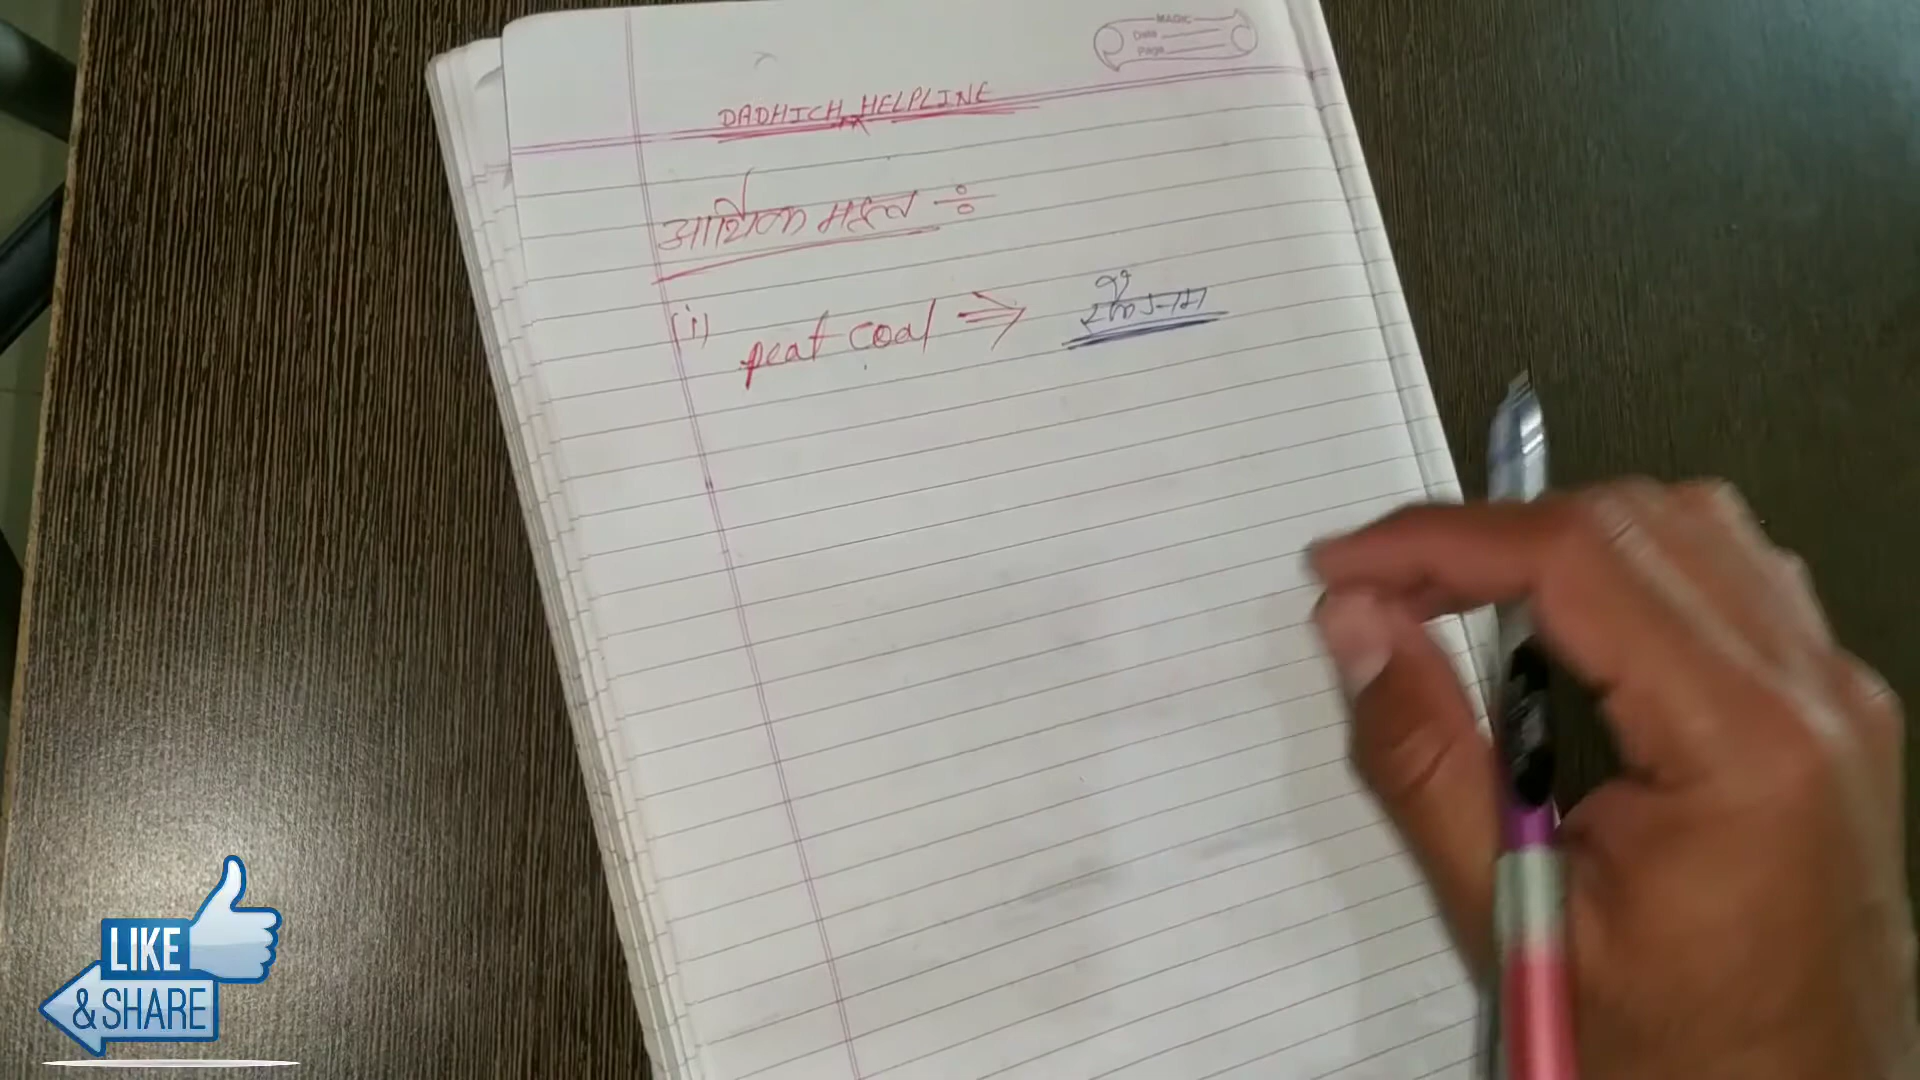 MAGIC
Date
Page
DADHICH HELPLINE
आर्थिक महत्व ÷
(i) peat coal ⇒
LIKE
& SHARE